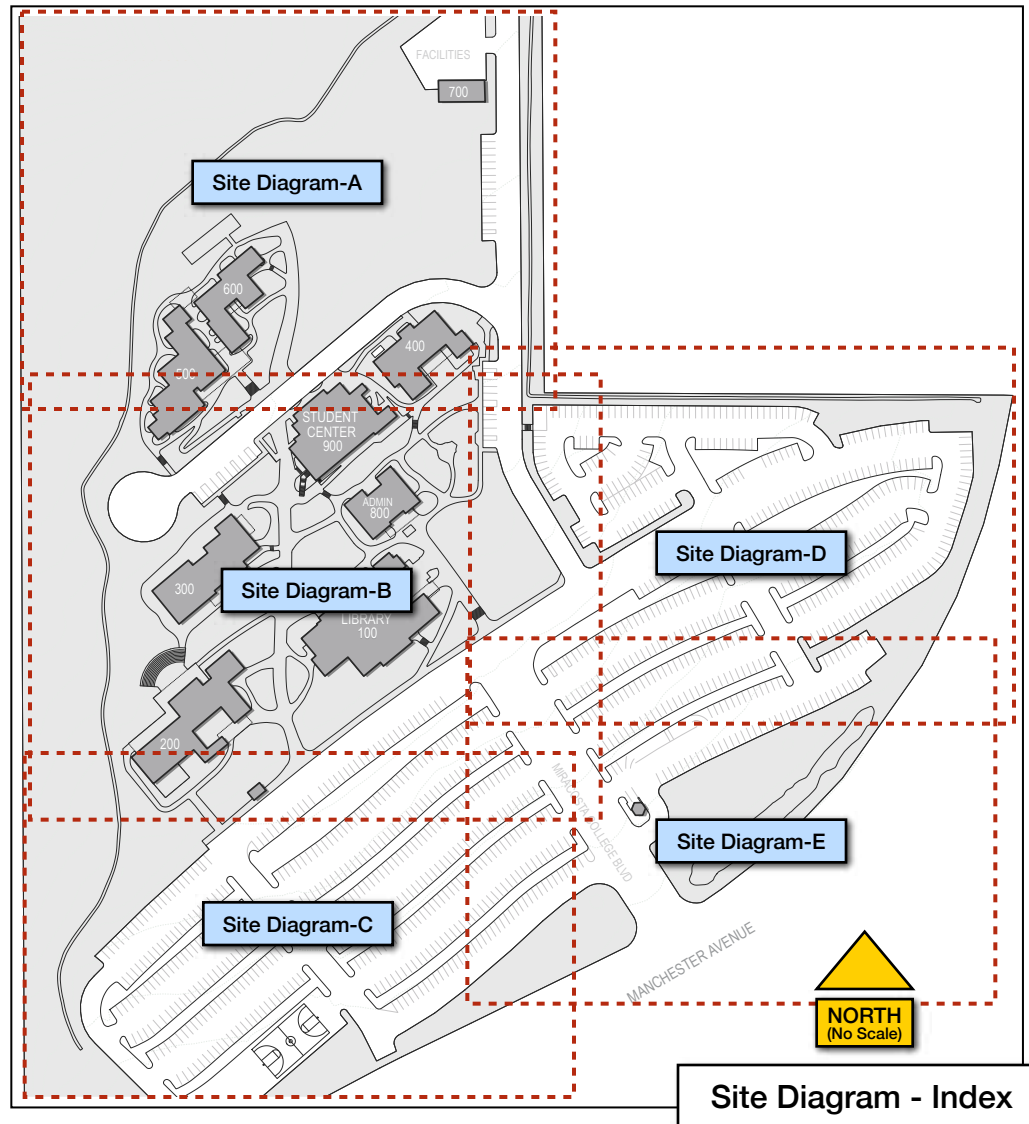 FACILITIES
700
Site Diagram-A
600
500
400
STUDENT
CENTER
900
ADMIN
800
Site Diagram-D
300
Site Diagram-B
LIBRARY
100
200
MIRACOSTA COLLEGE BLVD
Site Diagram-E
Site Diagram-C
MANCHESTER AVENUE
NORTH
(No Scale)
Site Diagram - Index